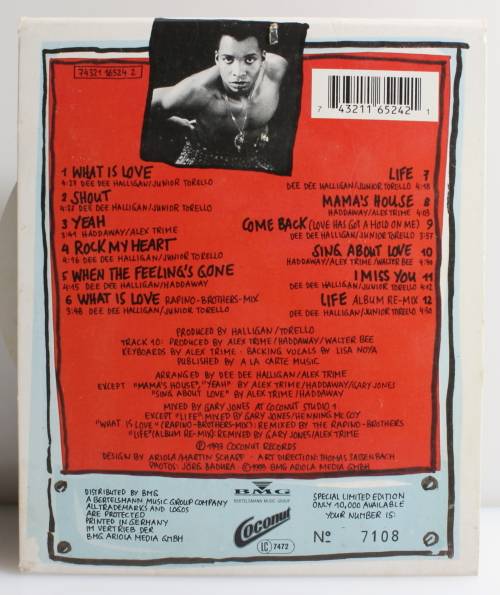 74321 16524 2
7 43211 65242 1
1 WHAT IS LOVE
4:27 DEE DEE HALLIGAN/JUNIOR TORELLO
2 SHOUT
4:28 DEE DEE HALLIGAN/JUNIOR TORELLO
3 YEAH
3:41 HADDAWAY/ALEX TRIME
4 ROCK MY HEART
4:16 DEE DEE HALLIGAN/JUNIOR TORELLO
5 WHEN THE FEELING'S GONE
4:15 DEE DEE HALLIGAN/HADDAWAY
6 WHAT IS LOVE RAPINO-BROTHERS-MIX
3:48 DEE DEE HALLIGAN/JUNIOR TORELLO
LIFE 7
DEE DEE HALLIGAN/JUNIOR TORELLO 4:18
MAMA'S HOUSE 8
HADDAWAY/ALEX TRIME 4:03
COME BACK (LOVE HAS GOT A HOLD ON ME) 9
DEE DEE HALLIGAN/JUNIOR TORELLO 3:37
SING ABOUT LOVE 10
HADDAWAY/ALEX TRIME/WALTER BEE 4:40
I MISS YOU 11
DEE DEE HALLIGAN/JUNIOR TORELLO 4:12
LIFE ALBUM RE-MIX 12
DEE DEE HALLIGAN/JUNIOR TORELLO 4:30
PRODUCED BY HALLIGAN/TORELLO
TRACK 10: PRODUCED BY ALEX TRIME/HADDAWAY/WALTER BEE
KEYBOARDS BY ALEX TRIME · BACKING VOCALS BY LISA NOYA
PUBLISHED BY A LA CARTE MUSIC
ARRANGED BY DEE DEE HALLIGAN/ALEX TRIME
EXCEPT "MAMA'S HOUSE", "YEAH" BY ALEX TRIME/HADDAWAY/GARY JONES
"SING ABOUT LOVE" BY ALEX TRIME/HADDAWAY
MIXED BY GARY JONES AT COCONUT STUDIO 1
EXCEPT "LIFE" MIXED BY GARY JONES/HENNING MC COY
"WHAT IS LOVE" (RAPINO-BROTHERS-MIX): REMIXED BY THE RAPINO-BROTHERS
"LIFE" (ALBUM RE-MIX): REMIXED BY GARY JONES/ALEX TRIME
Ⓟ 1993 COCONUT RECORDS
DESIGN BY ARIOLA/MARTIN SCHARF · ART DIRECTION: THOMAS SASSENBACH
PHOTOS: JÖRG BADURA © 1993 BMG ARIOLA MEDIA GMBH
DISTRIBUTED BY BMG
A BERTELSMANN MUSIC GROUP COMPANY
ALL TRADEMARKS AND LOGOS
ARE PROTECTED
PRINTED IN GERMANY
IM VERTRIEB DER
BMG ARIOLA MEDIA GMBH
BMG
BERTELSMANN MUSIC GROUP
Coconut
LC 7472
SPECIAL LIMITED EDITION
ONLY 10,000 AVAILABLE
YOUR NUMBER IS:
Nº 7108